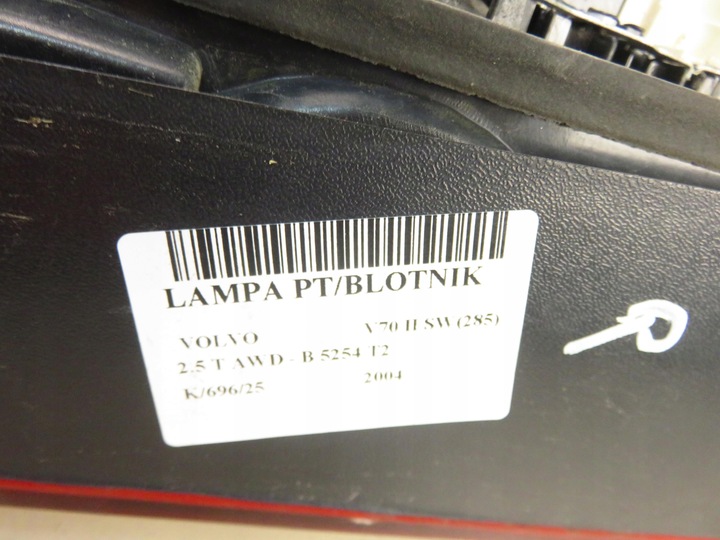 LAMPA PT/BLOTNIK
VOLVO V70 II SW (285)
2.5 T AWD - B 5254 T2
K/696/25 2004
P